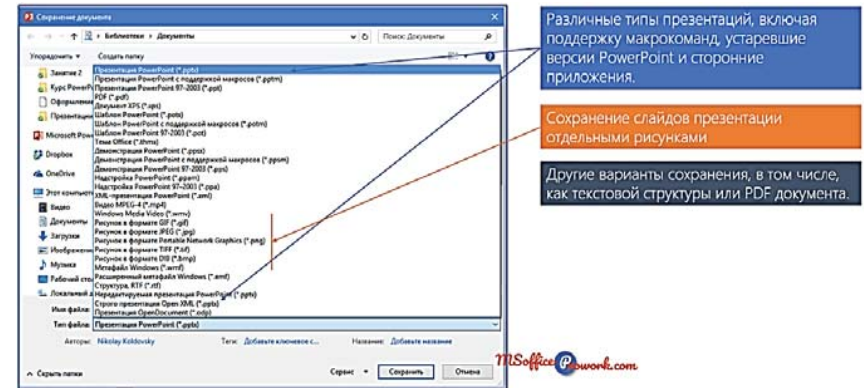 Сохранение документа
Библиотеки › Документы
Поиск: Документы
Упорядочить
Создать папку
Занятие 2
Курс PowerP
Оформление
Презентации
Microsoft Pow
Dropbox
OneDrive
Этот компьют
Видео
Документы
Загрузки
Изображени
Музыка
Рабочий сто
Локальный д
Презентация PowerPoint (*.pptx)
Презентация PowerPoint с поддержкой макросов (*.pptm)
Презентация PowerPoint 97-2003 (*.ppt)
PDF (*.pdf)
Документ XPS (*.xps)
Шаблон PowerPoint (*.potx)
Шаблон PowerPoint с поддержкой макросов (*.potm)
Шаблон PowerPoint 97-2003 (*.pot)
Тема Office (*.thmx)
Демонстрация PowerPoint (*.ppsx)
Демонстрация PowerPoint с поддержкой макросов (*.ppsm)
Демонстрация PowerPoint 97-2003 (*.pps)
Надстройка PowerPoint (*.ppam)
Надстройка PowerPoint 97-2003 (*.ppa)
XML-презентация PowerPoint (*.xml)
Видео MPEG-4 (*.mp4)
Windows Media Video (*.wmv)
Рисунок в формате GIF (*.gif)
Рисунок в формате JPEG (*.jpg)
Рисунок в формате Portable Network Graphics (*.png)
Рисунок в формате TIFF (*.tif)
Рисунок в формате DIB (*.bmp)
Метафайл Windows (*.wmf)
Расширенный метафайл Windows (*.emf)
Структура, RTF (*.rtf)
Нередактируемая презентация PowerPoint (*.pptx)
Строго презентация Open XML (*.pptx)
Презентация OpenDocument (*.odp)
Имя файла:
Тип файла: Презентация PowerPoint (*.pptx)
Авторы: Nikolay Koldovsky
Теги: Добавьте ключевое с...
Название: Добавьте название
Скрыть папки
Сервис
Сохранить
Отмена
Различные типы презентаций, включая
поддержку макрокоманд, устаревшие
версии PowerPoint и сторонние
приложения.
Сохранение слайдов презентации
отдельными рисунками
Другие варианты сохранения, в том числе,
как текстовой структуры или PDF документа.
MSoffice Prowork.com